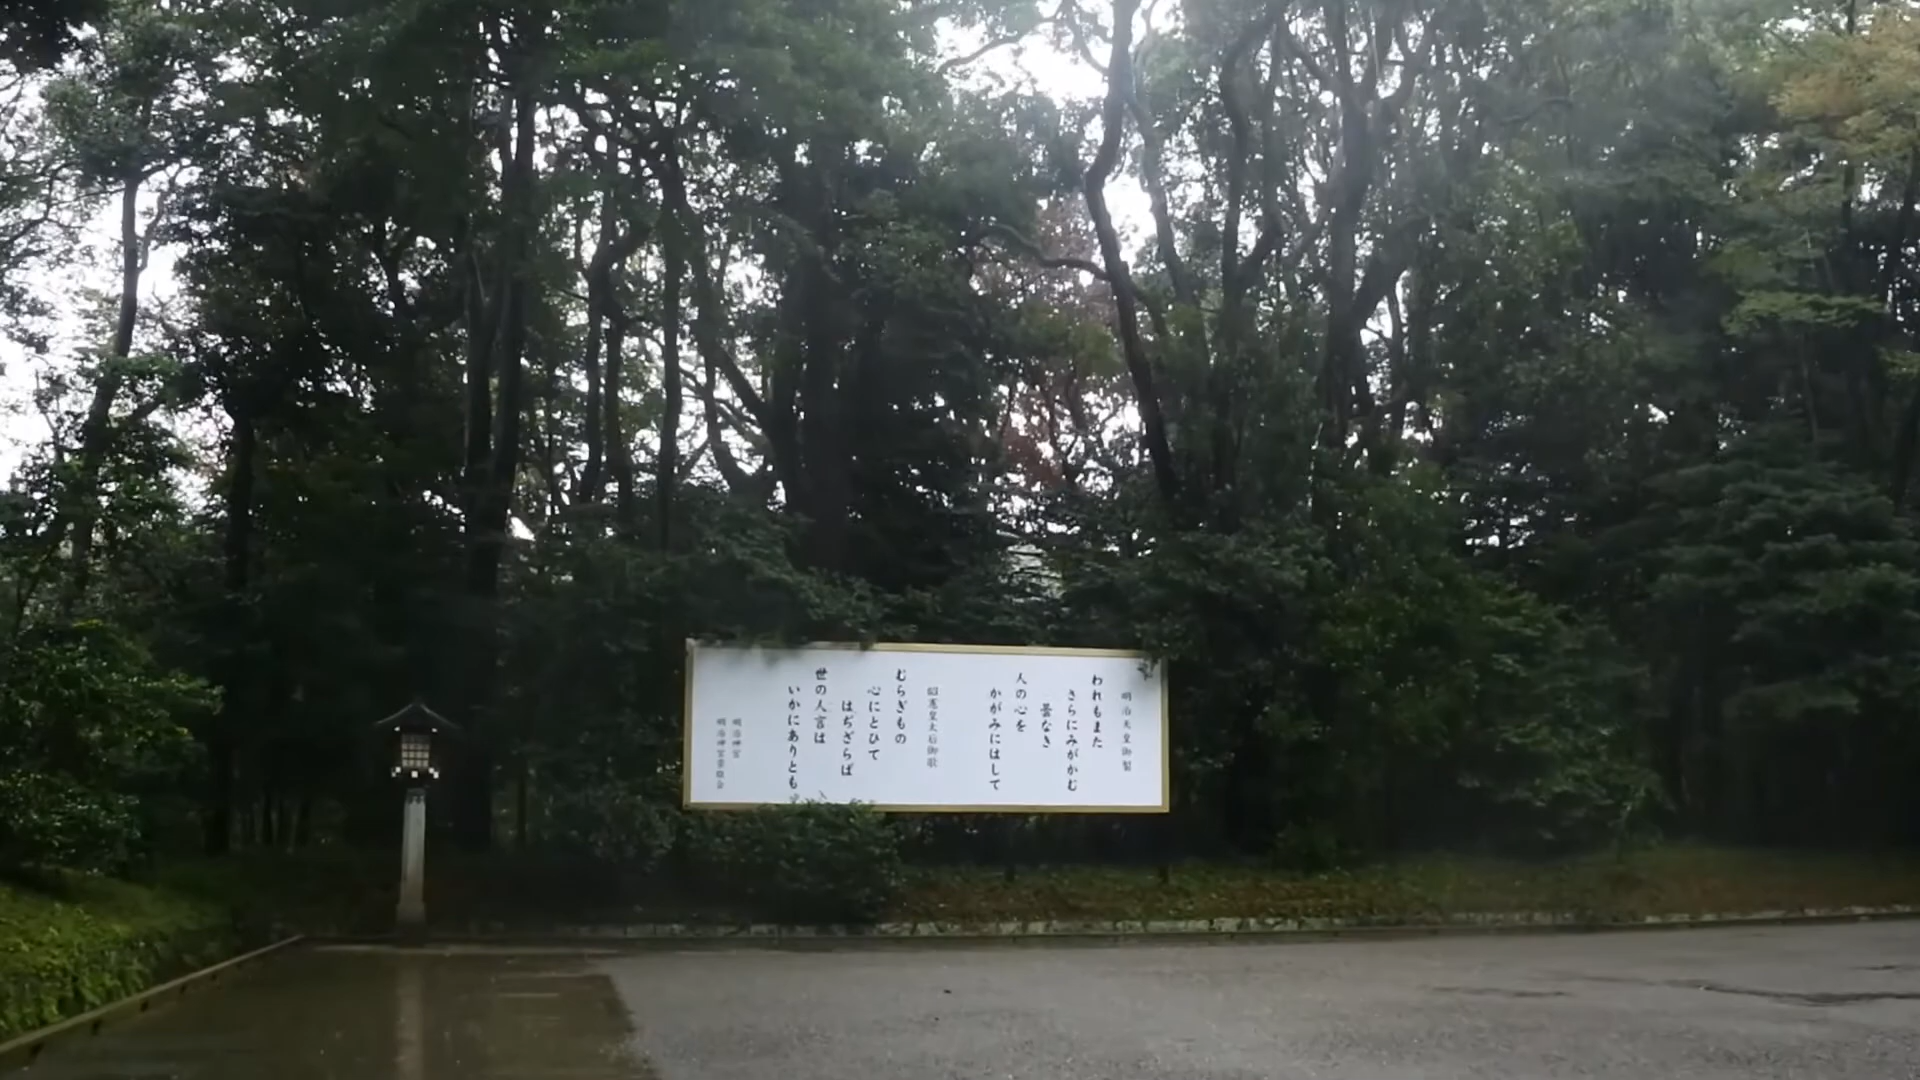 明治天皇御製
われもまた
さらにみがかむ
曇なき
人の心を
かがみにはして
昭憲皇太后御歌
むらぎもの
心にとひて
はぢざらば
世の人言は
いかにありとも
明治神宮
明治神宮崇敬会